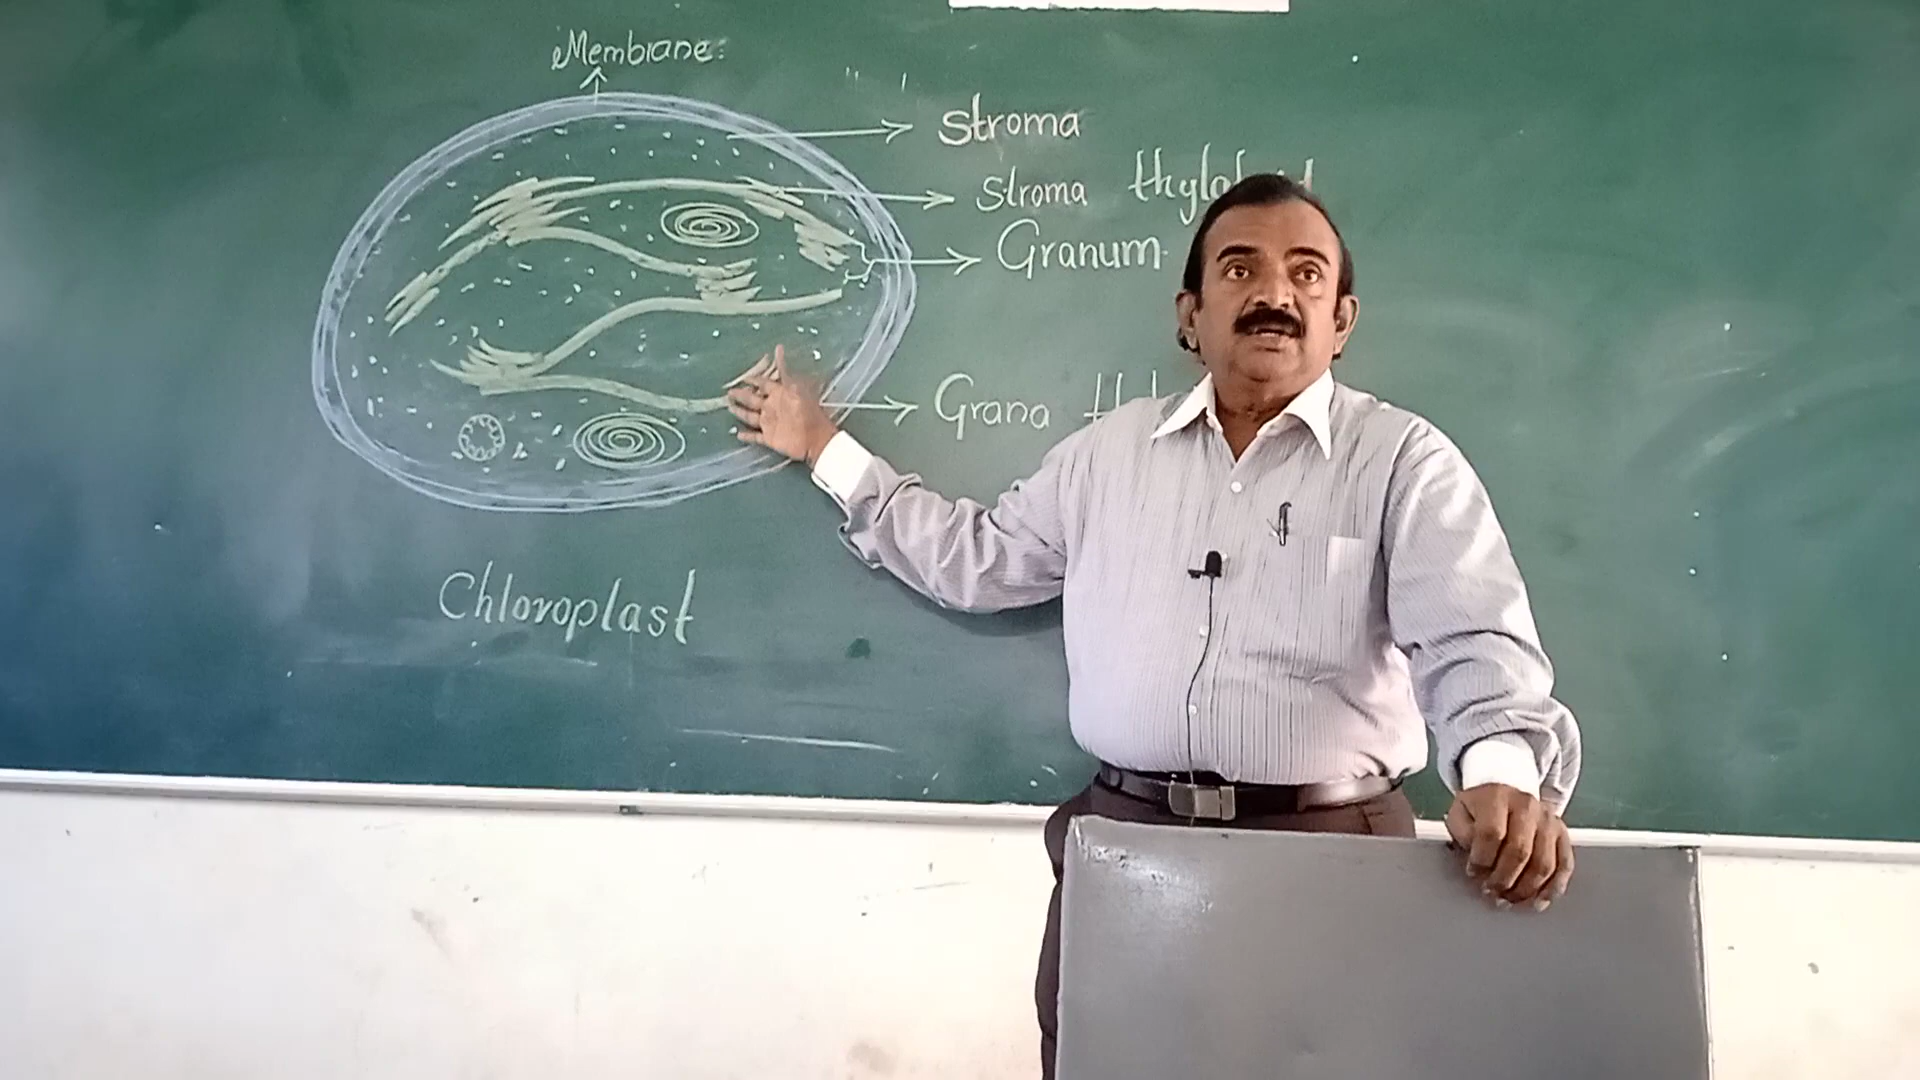 Membrane
Stroma
Stroma
Granum
Grana
Chloroplast